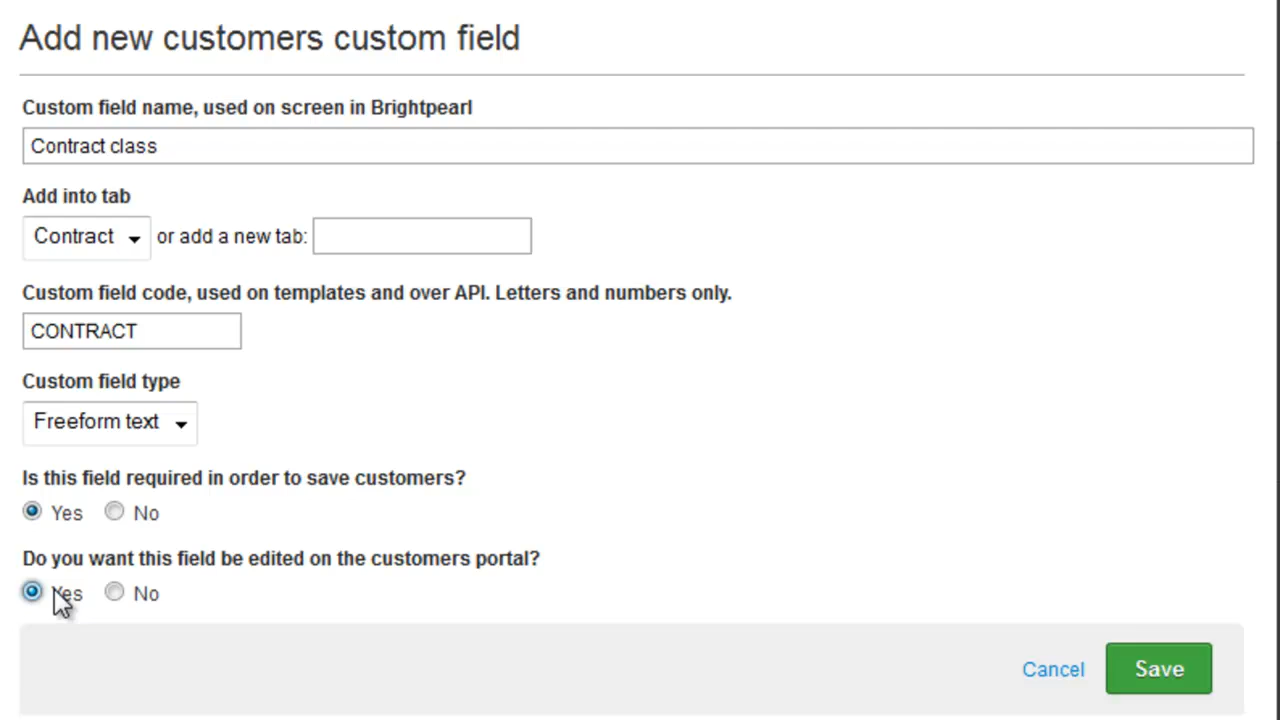 Add new customers custom field
Custom field name, used on screen in Brightpearl
Contract class
Add into tab
Contract or add a new tab:
Custom field code, used on templates and over API. Letters and numbers only.
CONTRACT
Custom field type
Freeform text
Is this field required in order to save customers?
Yes No
Do you want this field be edited on the customers portal?
Yes No
Cancel Save